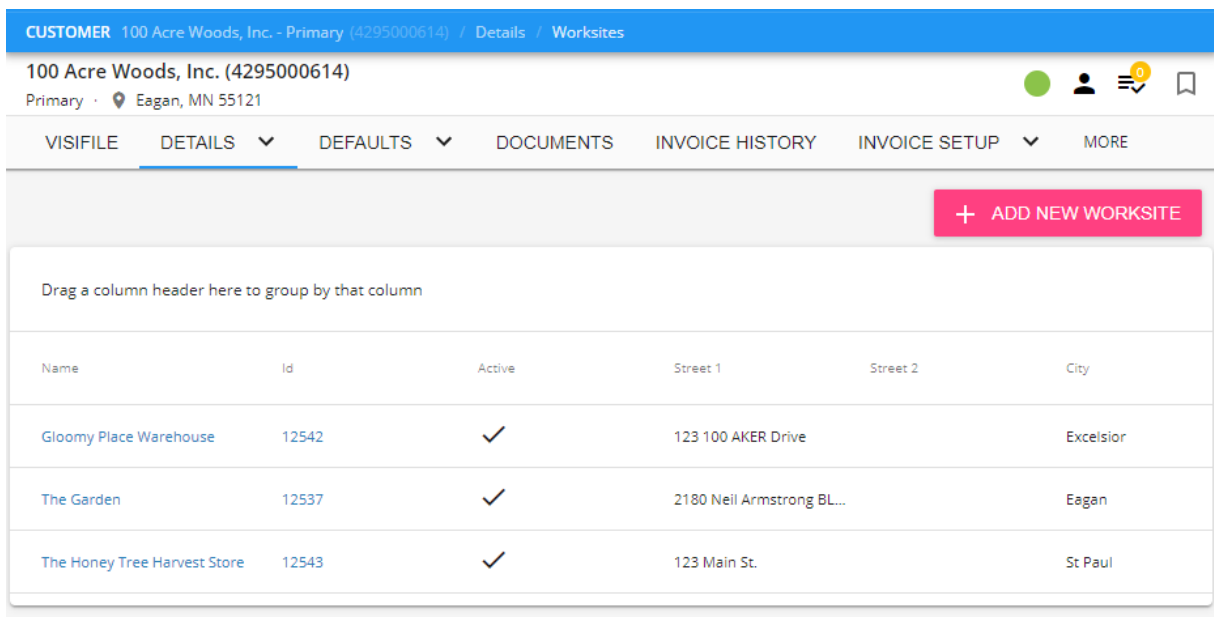 CUSTOMER 100 Acre Woods, Inc. - Primary (4295000614) / Details / Worksites
100 Acre Woods, Inc. (4295000614)
Primary · Eagan, MN 55121
0
VISIFILE DETAILS DEFAULTS DOCUMENTS INVOICE HISTORY INVOICE SETUP MORE
+ ADD NEW WORKSITE
Drag a column header here to group by that column
Name Id Active Street 1 Street 2 City
Gloomy Place Warehouse 12542 123 100 AKER Drive Excelsior
The Garden 12537 2180 Neil Armstrong BL... Eagan
The Honey Tree Harvest Store 12543 123 Main St. St Paul